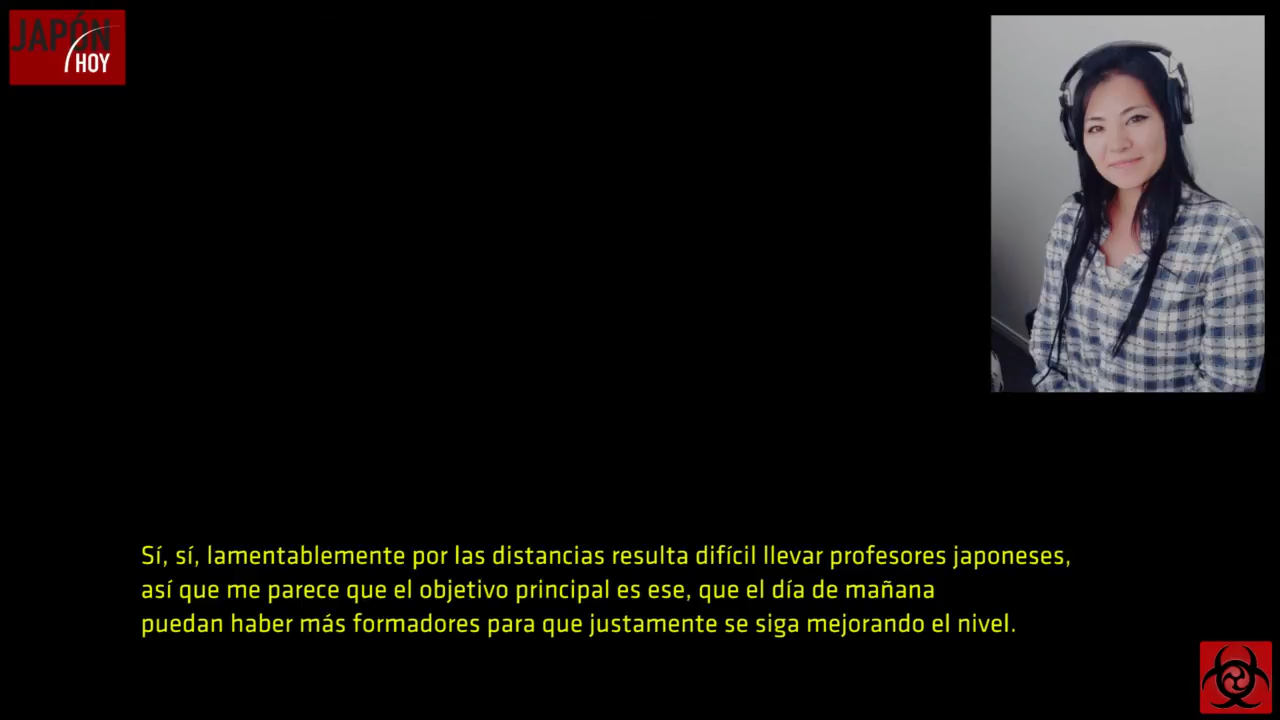 JAPÓN
HOY
Sí, sí, lamentablemente por las distancias resulta difícil llevar profesores japoneses,
así que me parece que el objetivo principal es ese, que el día de mañana
puedan haber más formadores para que justamente se siga mejorando el nivel.